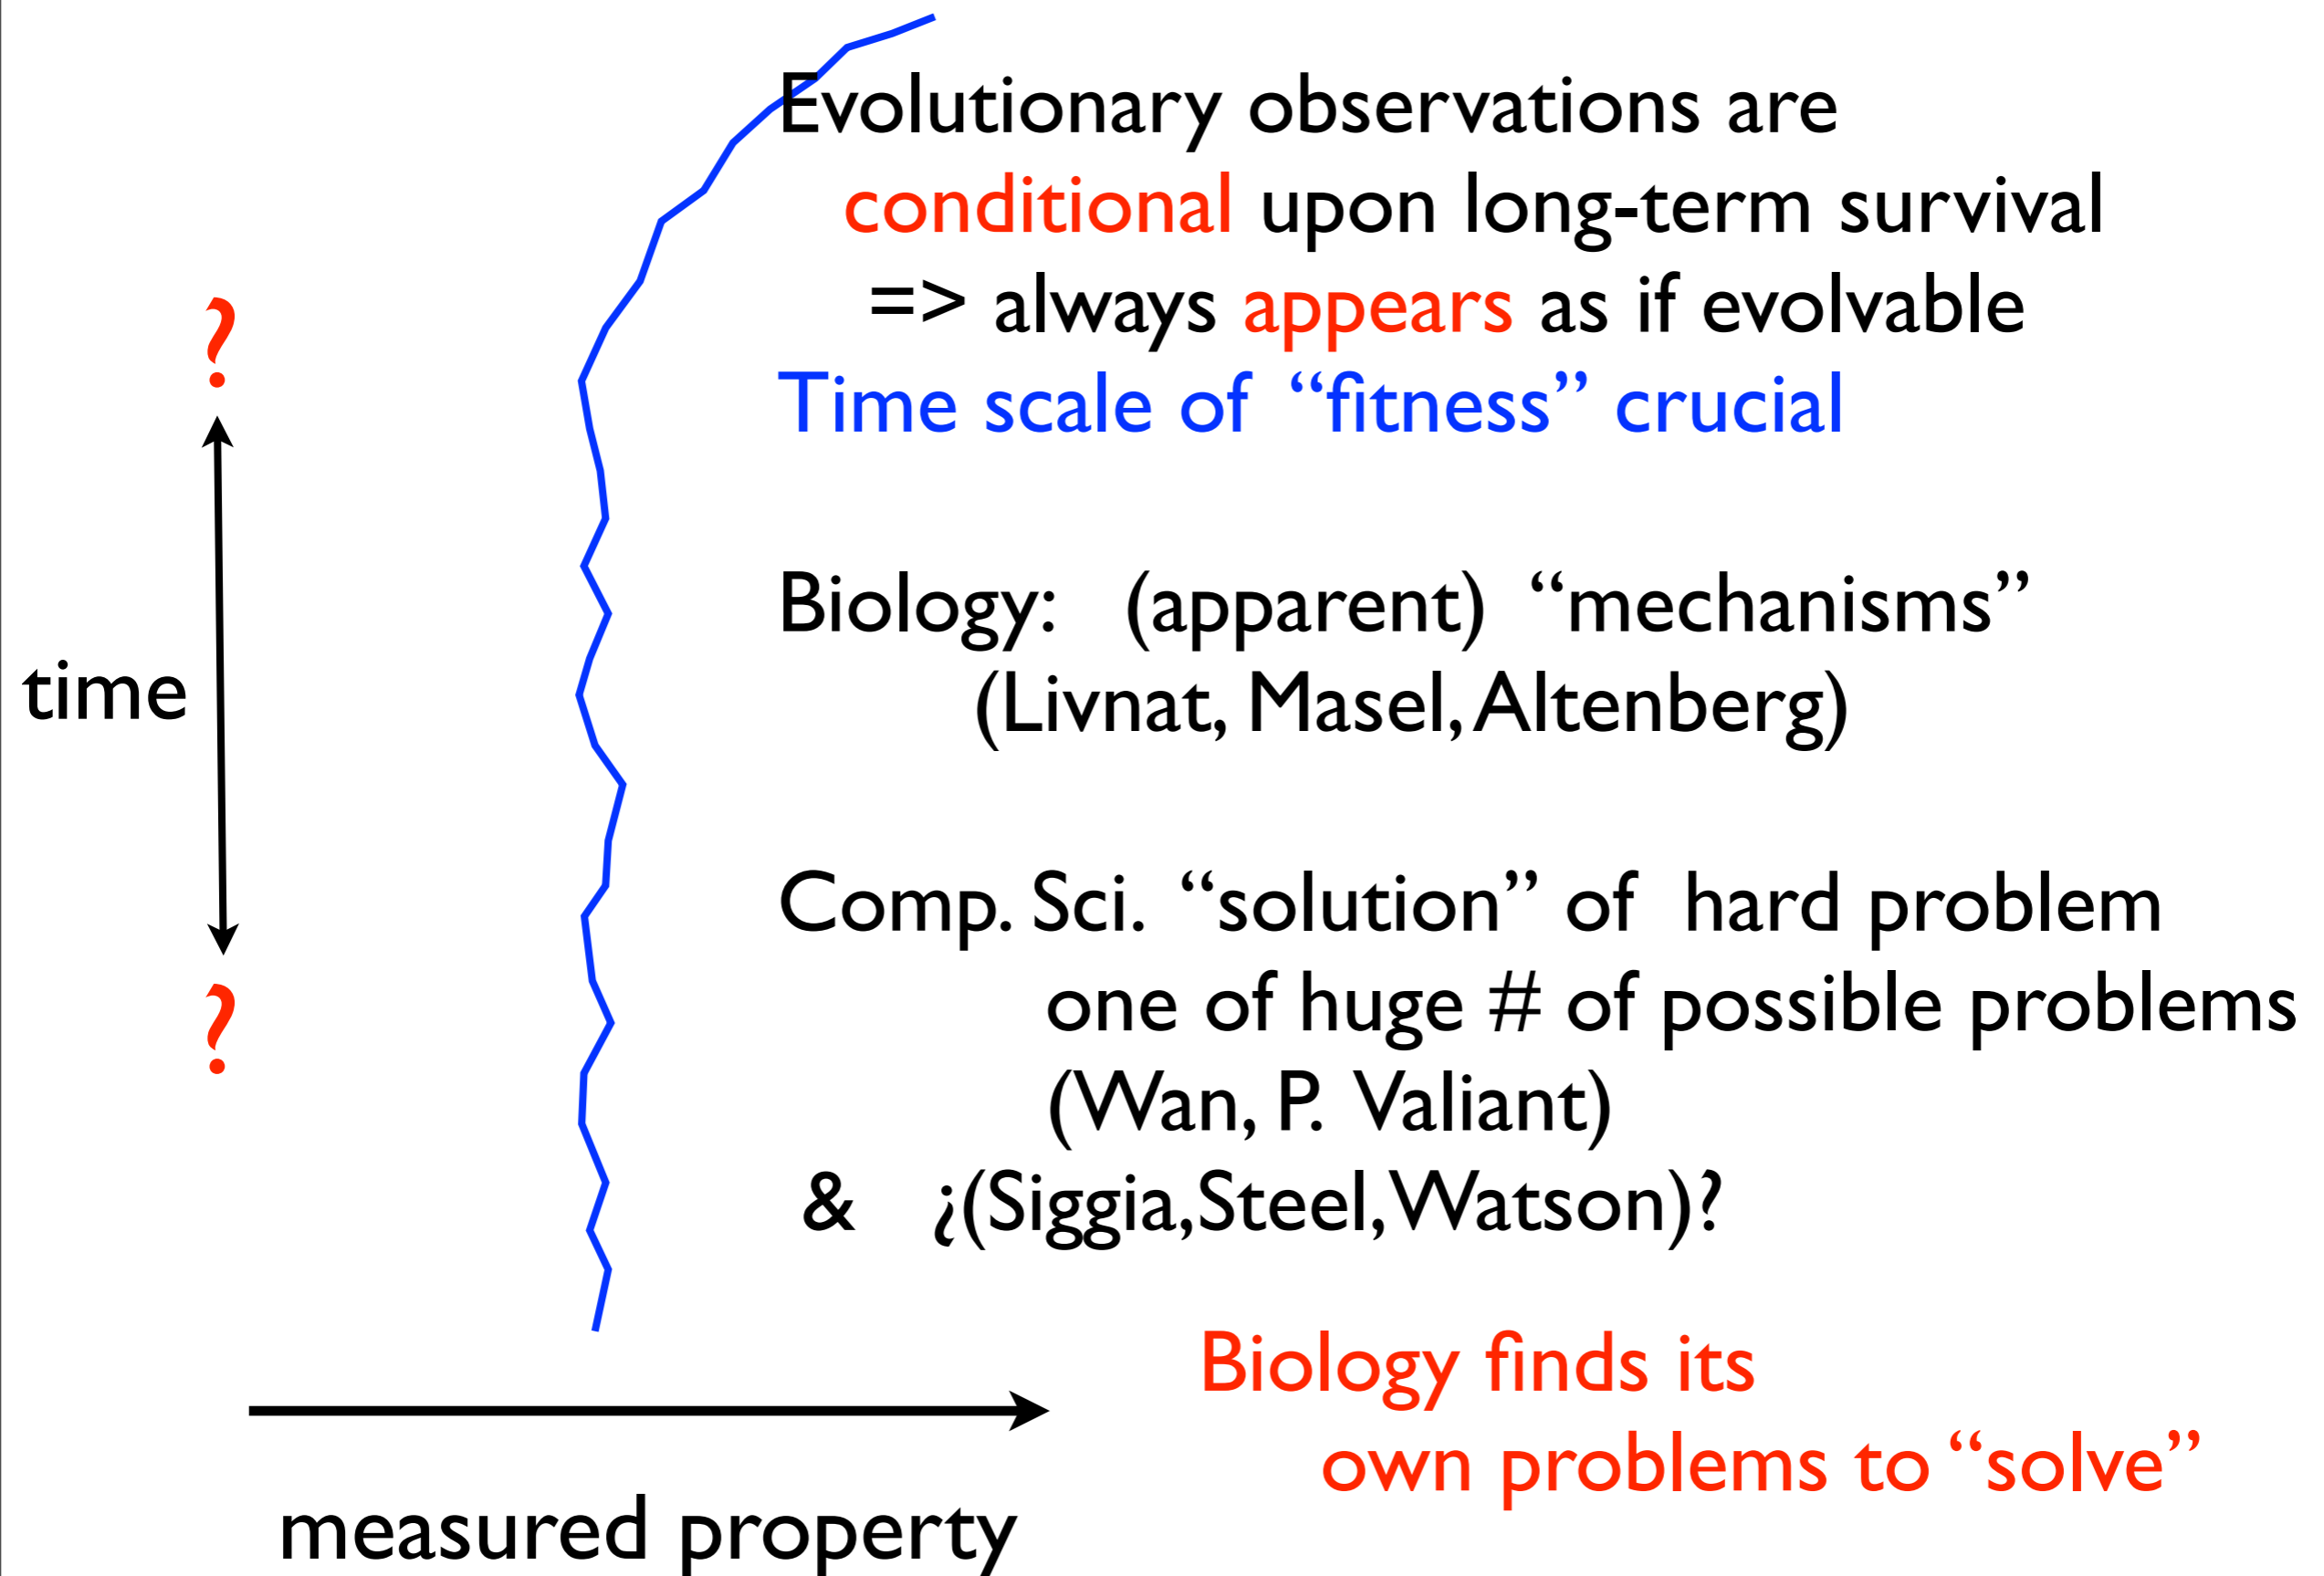 Evolutionary observations are
conditional upon long-term survival
=> always appears as if evolvable
Time scale of “fitness” crucial
?
Biology: (apparent) “mechanisms”
(Livnat, Masel, Altenberg)
time
Comp. Sci. “solution” of hard problem
one of huge # of possible problems
?
(Wan, P. Valiant)
& ¿(Siggia, Steel, Watson)?
Biology finds its
own problems to “solve”
measured property